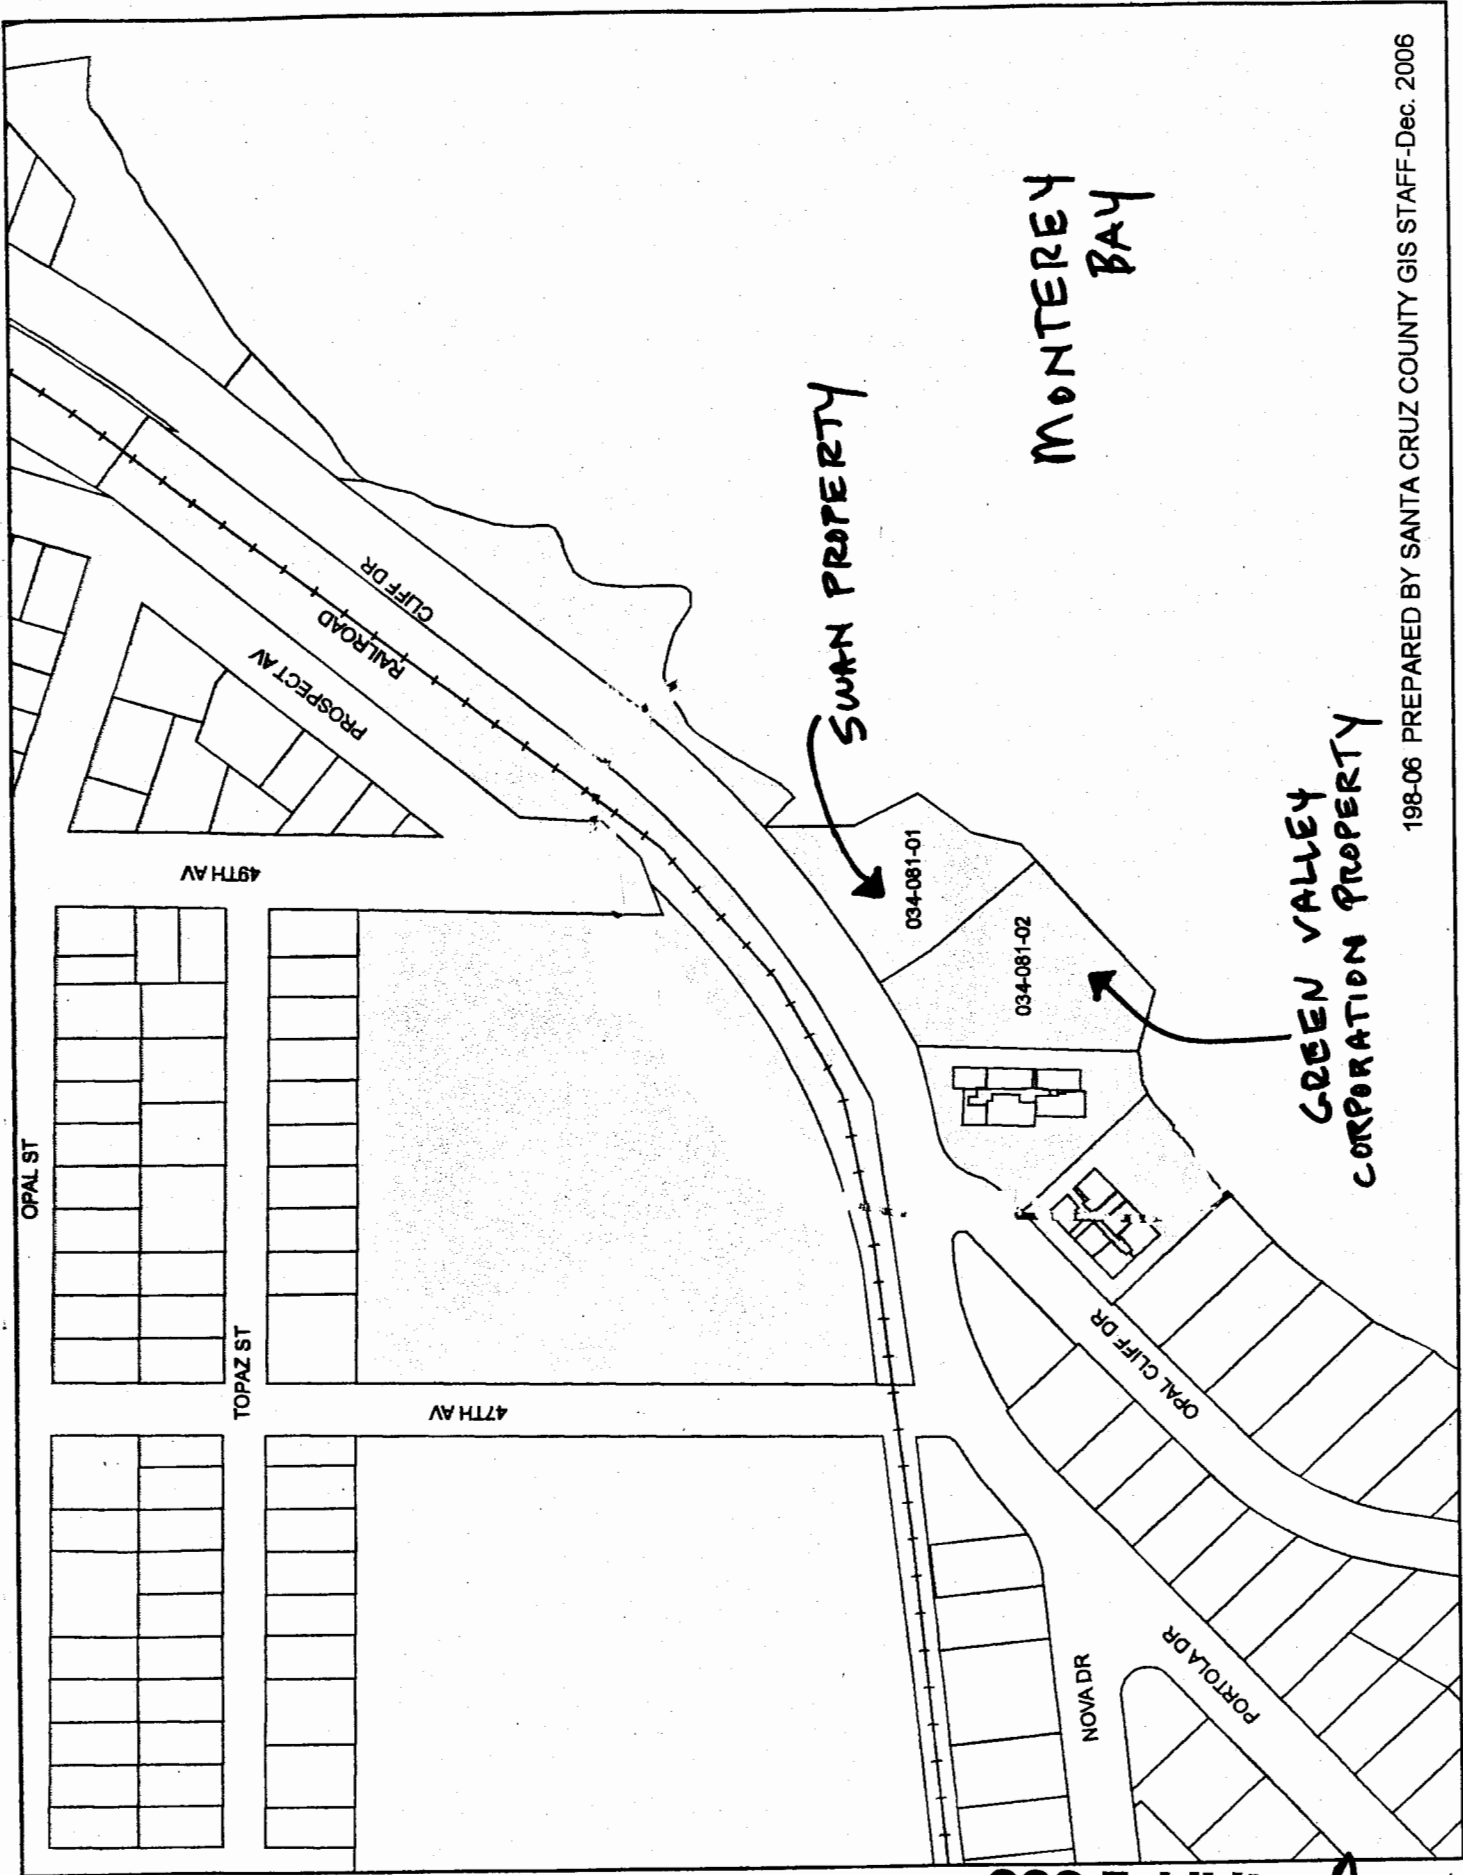 OPAL ST
TOPAZ ST
49TH AV
47TH AV
PROSPECT AV
RAILROAD
CLIFF DR
SWAN PROPERTY
034-081-01
034-081-02
MONTEREY
BAY
GREEN VALLEY
CORPORATION PROPERTY
OPAL CLIFF DR
PORTOLA DR
NOVA DR
198-06 PREPARED BY SANTA CRUZ COUNTY GIS STAFF-Dec. 2006